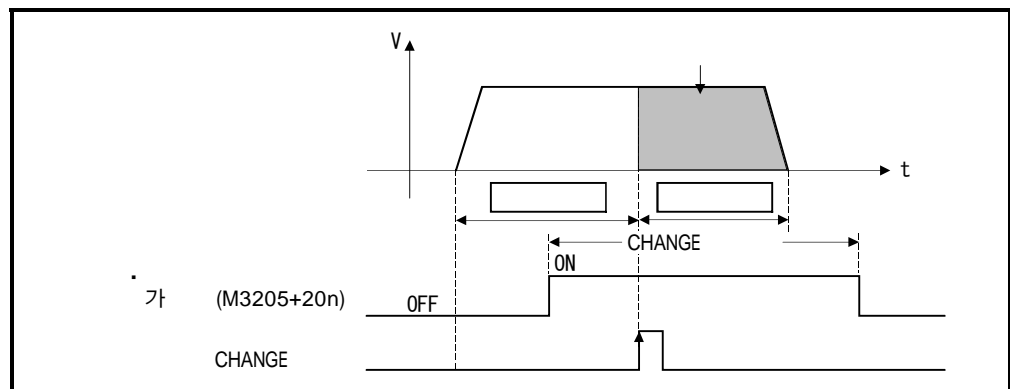 V
t
CHANGE
ON
가 (M3205+20n) OFF
CHANGE